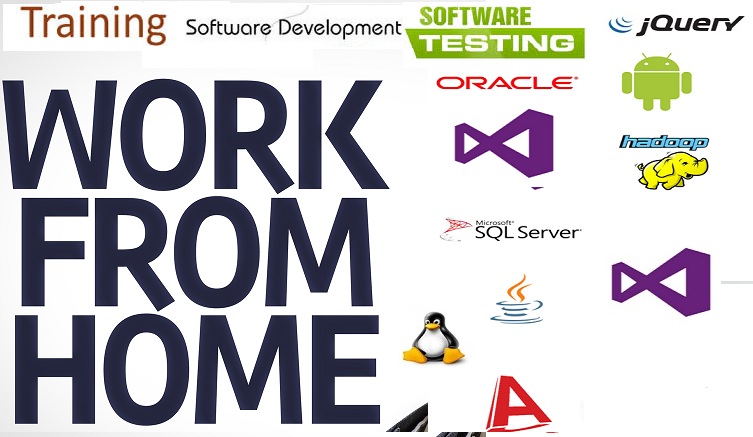 Training
Software Development
SOFTWARE
TESTING
jQuery
ORACLE®
WORK
FROM
HOME
hadoop
Microsoft®
SQL Server
A